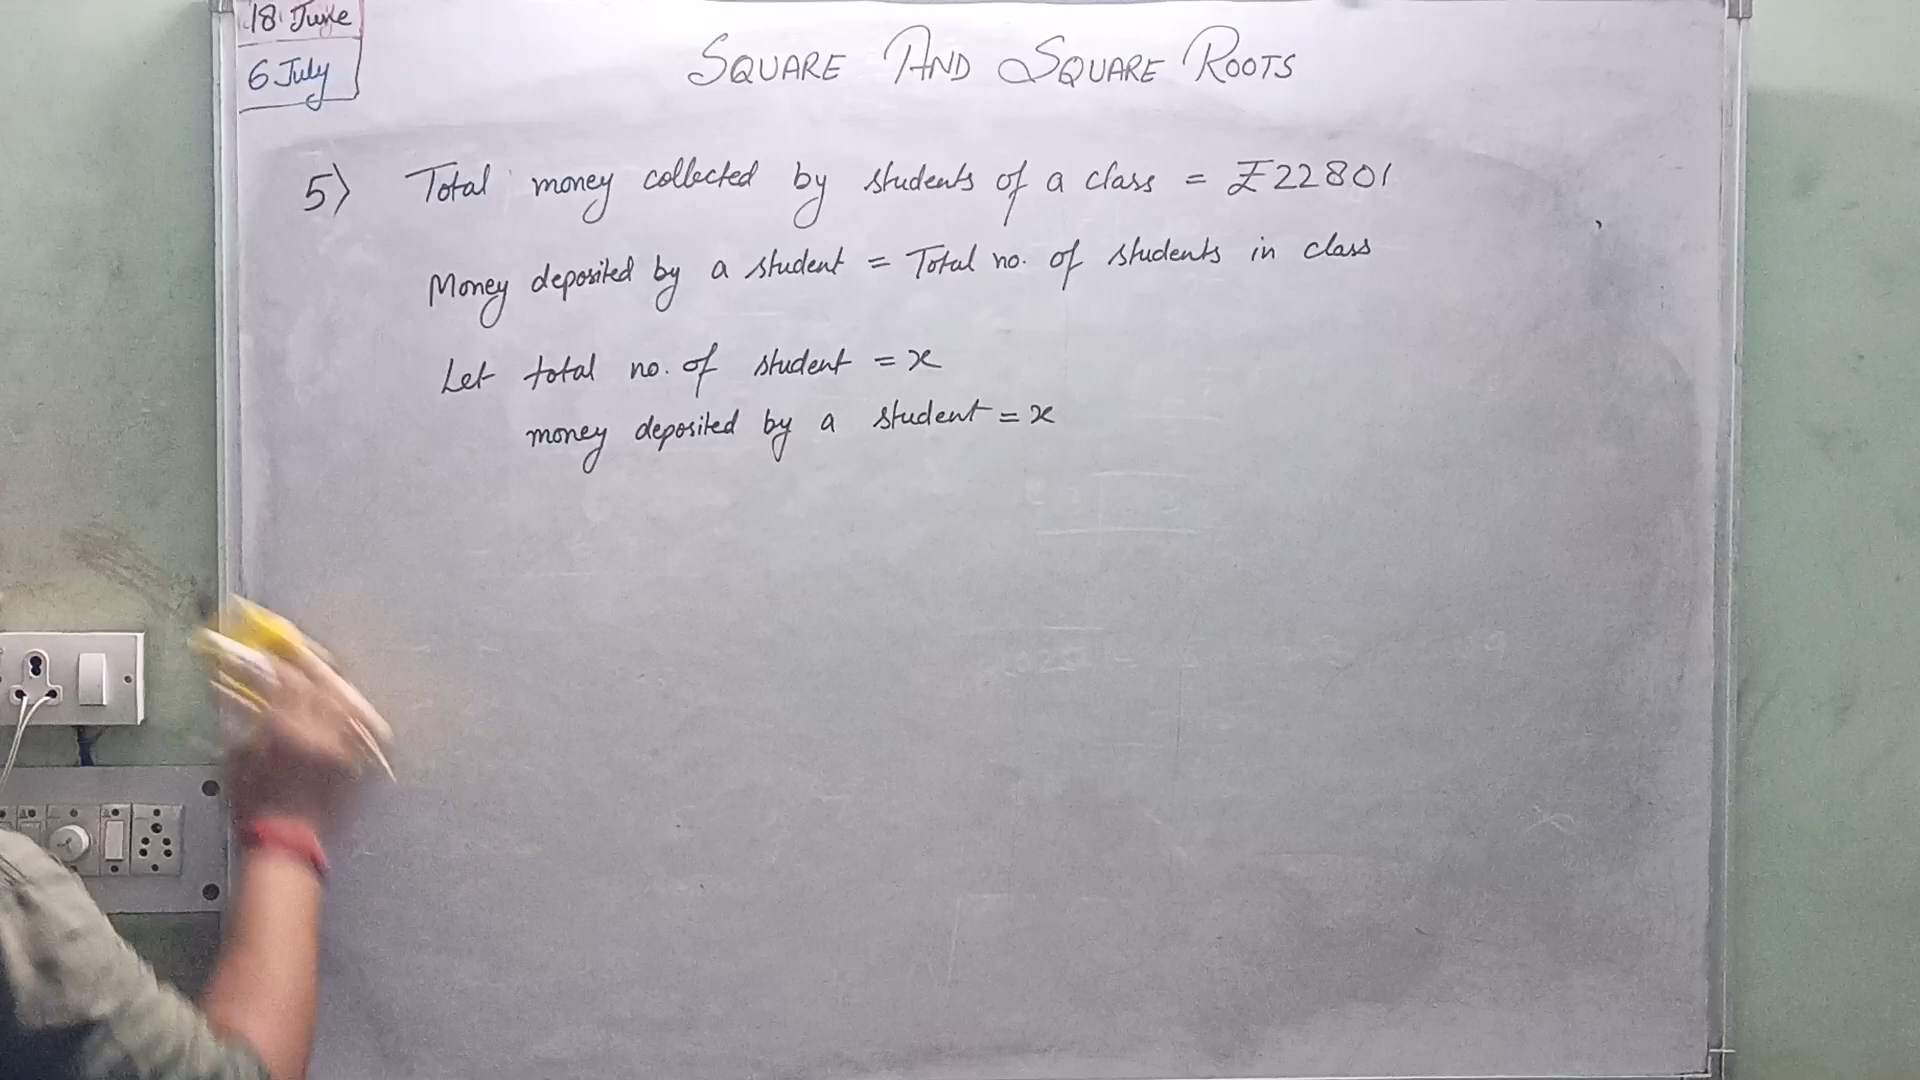 18 June
6 July
SQUARE AND SQUARE ROOTS
5) Total money collected by students of a class = ₹22801
Money deposited by a student = Total no. of students in class
Let total no. of student = x
money deposited by a student = x